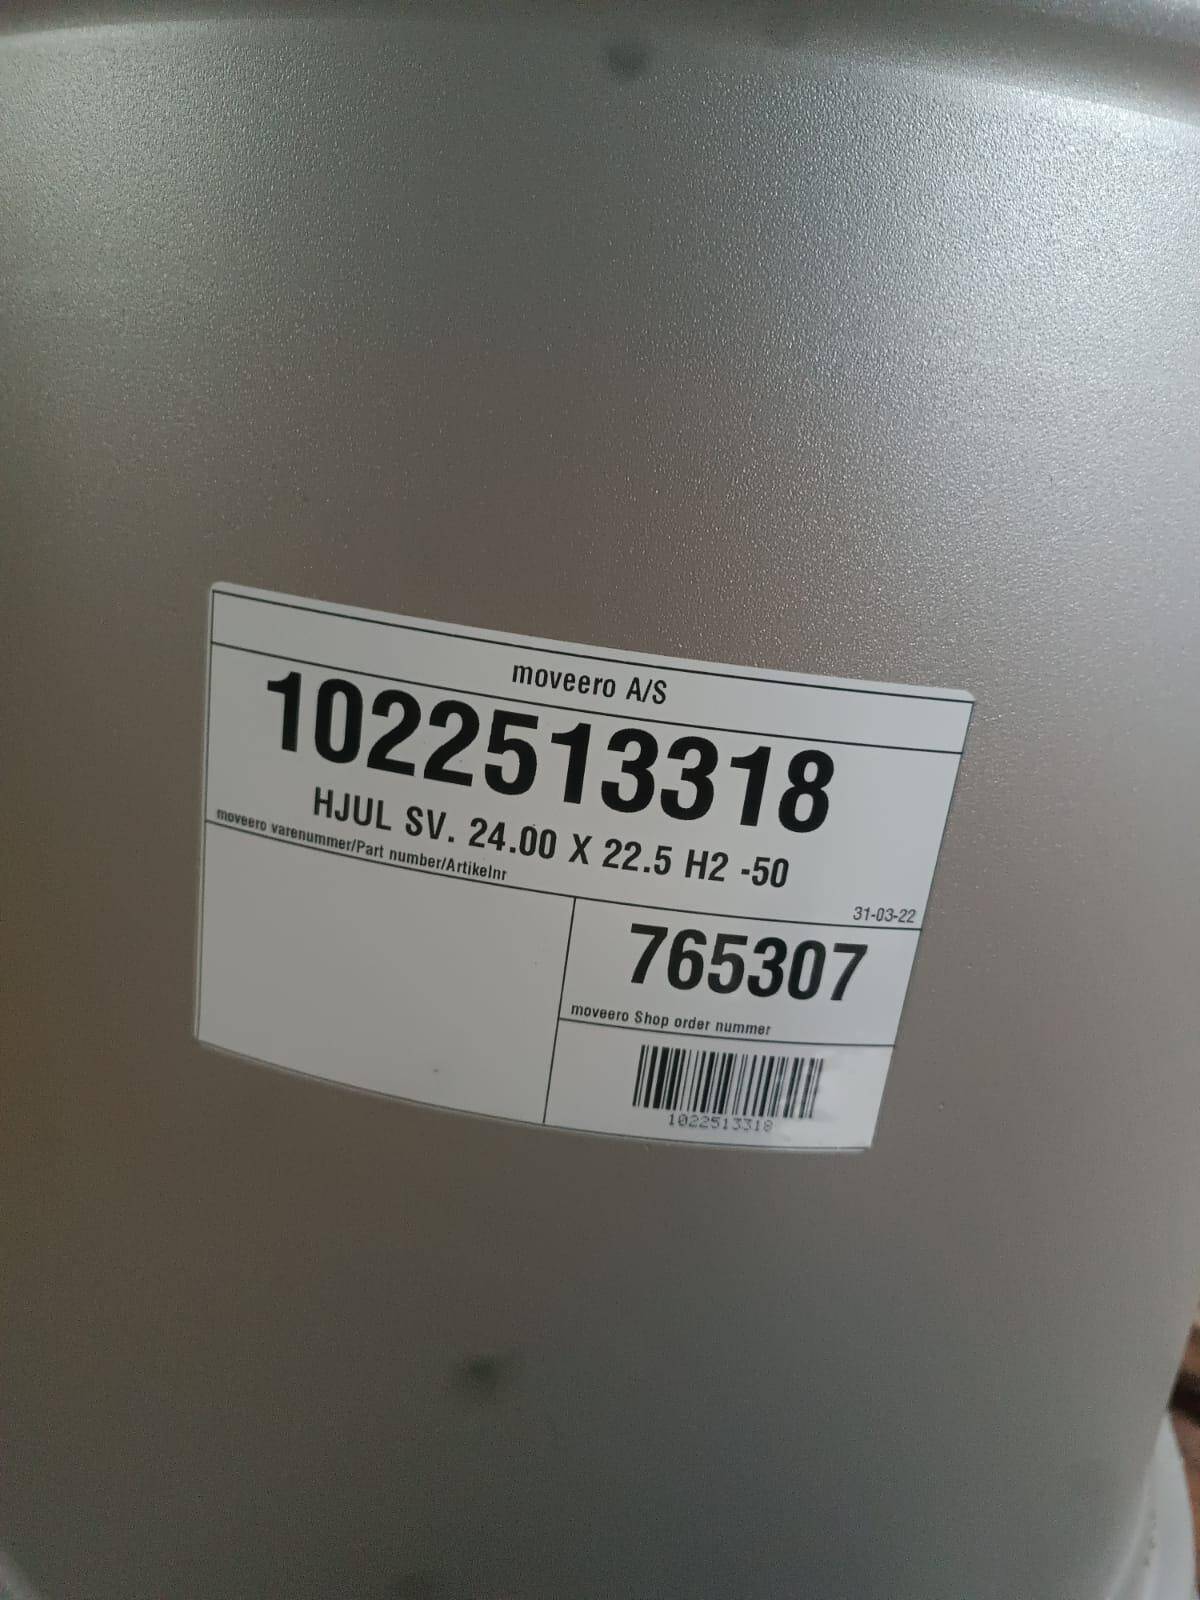 moveero A/S
1022513318
HJUL SV. 24.00 X 22.5 H2 -50
moveero varenummer/Part number/Artikelnr
31-03-22
765307
moveero Shop order nummer
1022513318